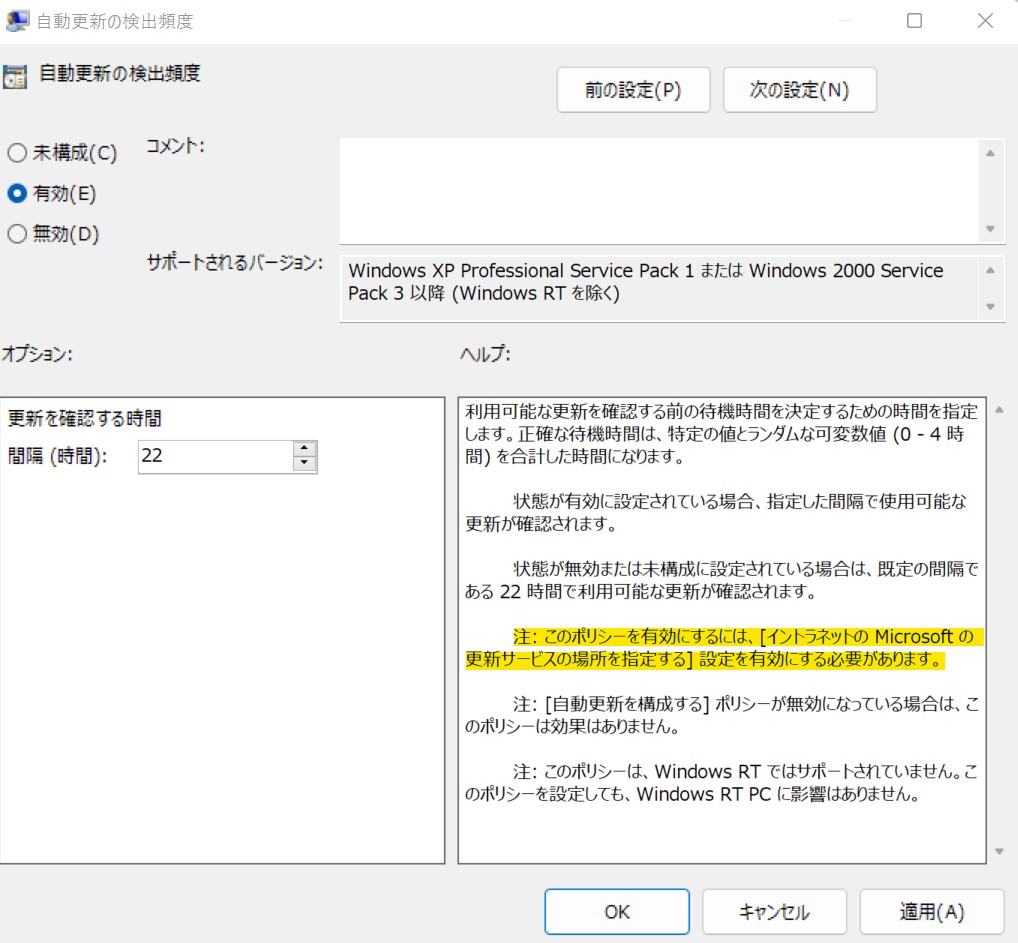 自動更新の検出頻度
自動更新の検出頻度
前の設定(P)
次の設定(N)
未構成(C)
有効(E)
無効(D)
コメント:
サポートされるバージョン:
Windows XP Professional Service Pack 1 または Windows 2000 Service
Pack 3 以降 (Windows RT を除く)
オプション:
ヘルプ:
更新を確認する時間
間隔 (時間):
22
利用可能な更新を確認する前の待機時間を決定するための時間を指定
します。正確な待機時間は、特定の値とランダムな可変数値 (0 - 4 時
間) を合計した時間になります。
状態が有効に設定されている場合、指定した間隔で使用可能な
更新が確認されます。
状態が無効または未構成に設定されている場合は、既定の間隔で
ある 22 時間で利用可能な更新が確認されます。
注: このポリシーを有効にするには、[イントラネットの Microsoft の
更新サービスの場所を指定する] 設定を有効にする必要があります。
注: [自動更新を構成する] ポリシーが無効になっている場合は、こ
のポリシーは効果はありません。
注: このポリシーは、Windows RT ではサポートされていません。こ
のポリシーを設定しても、Windows RT PC に影響はありません。
OK
キャンセル
適用(A)